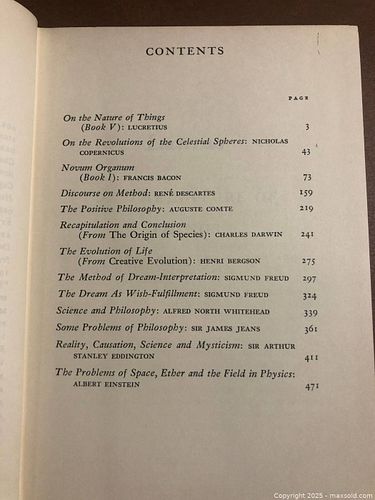 CONTENTS
PAGE
On the Nature of Things
(Book V): LUCRETIUS 3
On the Revolutions of the Celestial Spheres: NICHOLAS
COPERNICUS 43
Novum Organum
(Book I): FRANCIS BACON 73
Discourse on Method: RENÉ DESCARTES 159
The Positive Philosophy: AUGUSTE COMTE 219
Recapitulation and Conclusion
(From The Origin of Species): CHARLES DARWIN 241
The Evolution of Life
(From Creative Evolution): HENRI BERGSON 275
The Method of Dream-Interpretation: SIGMUND FREUD 297
The Dream As Wish-Fulfillment: SIGMUND FREUD 324
Science and Philosophy: ALFRED NORTH WHITEHEAD 339
Some Problems of Philosophy: SIR JAMES JEANS 361
Reality, Causation, Science and Mysticism: SIR ARTHUR
STANLEY EDDINGTON 411
The Problems of Space, Ether and the Field in Physics:
ALBERT EINSTEIN 471
Copyright 2025 - maxsold.com